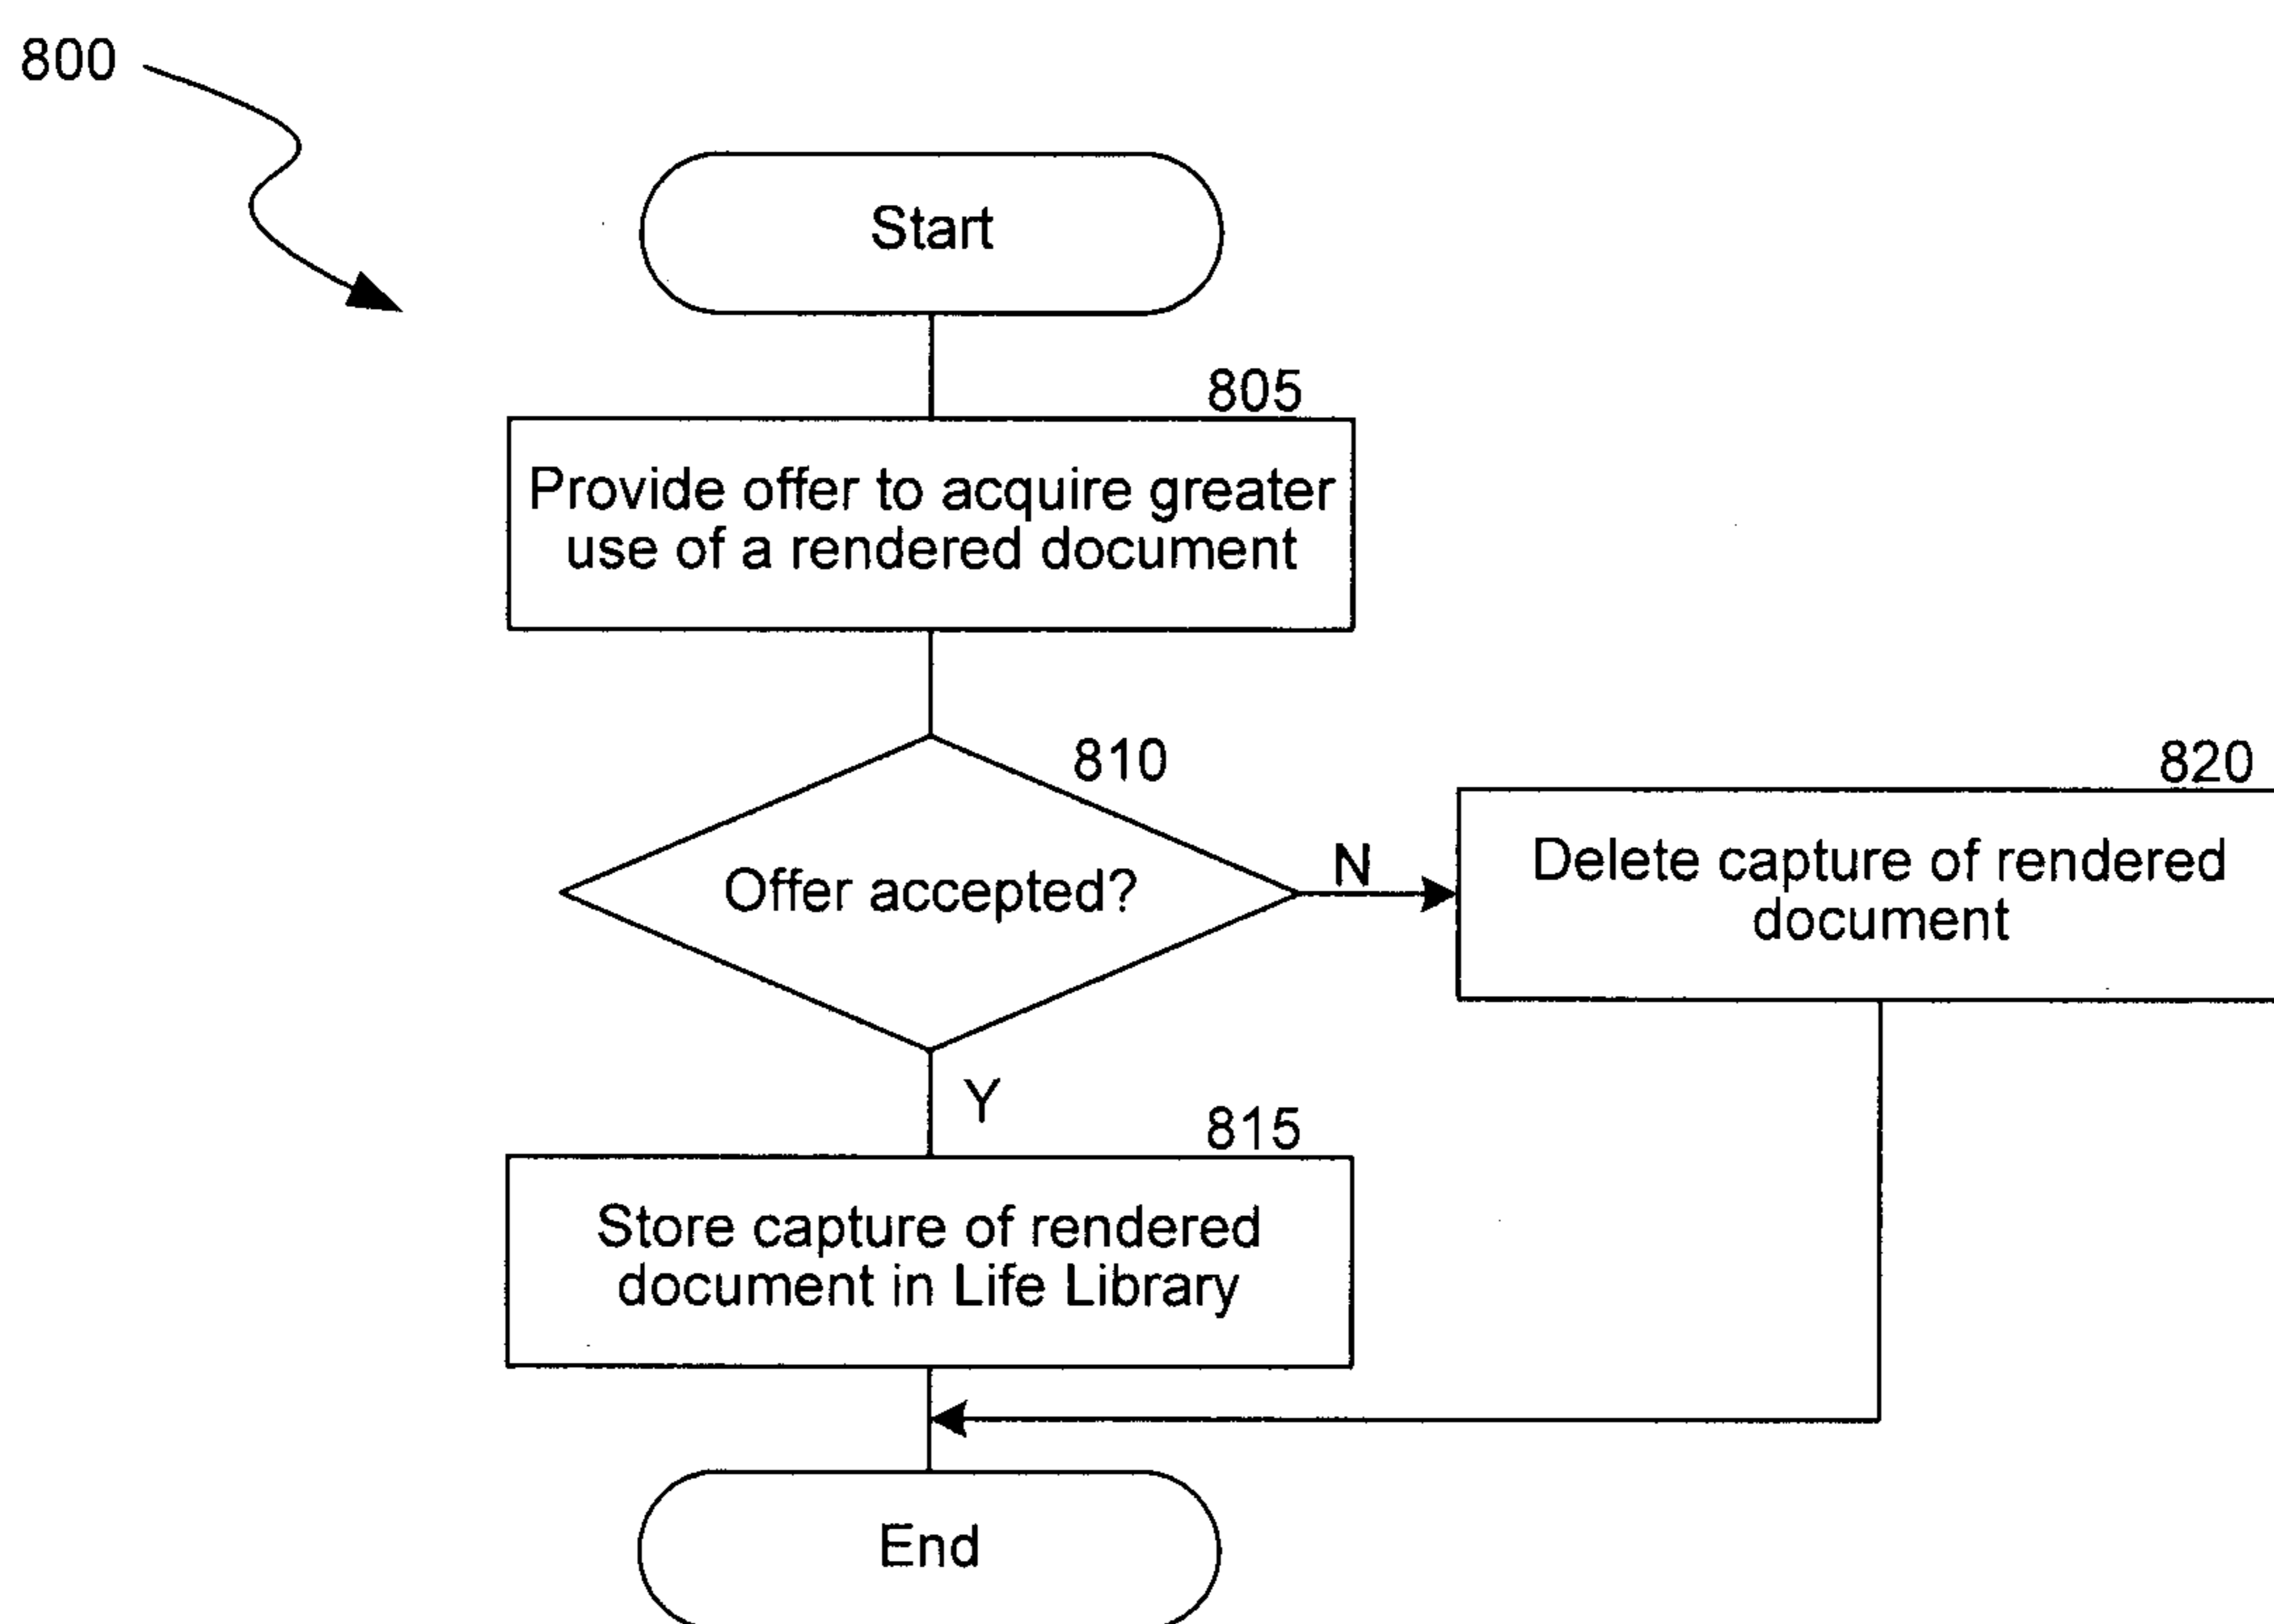 800
Start
805
Provide offer to acquire greater
use of a rendered document
810
Offer accepted?
N
820
Delete capture of rendered
document
Y
815
Store capture of rendered
document in Life Library
End